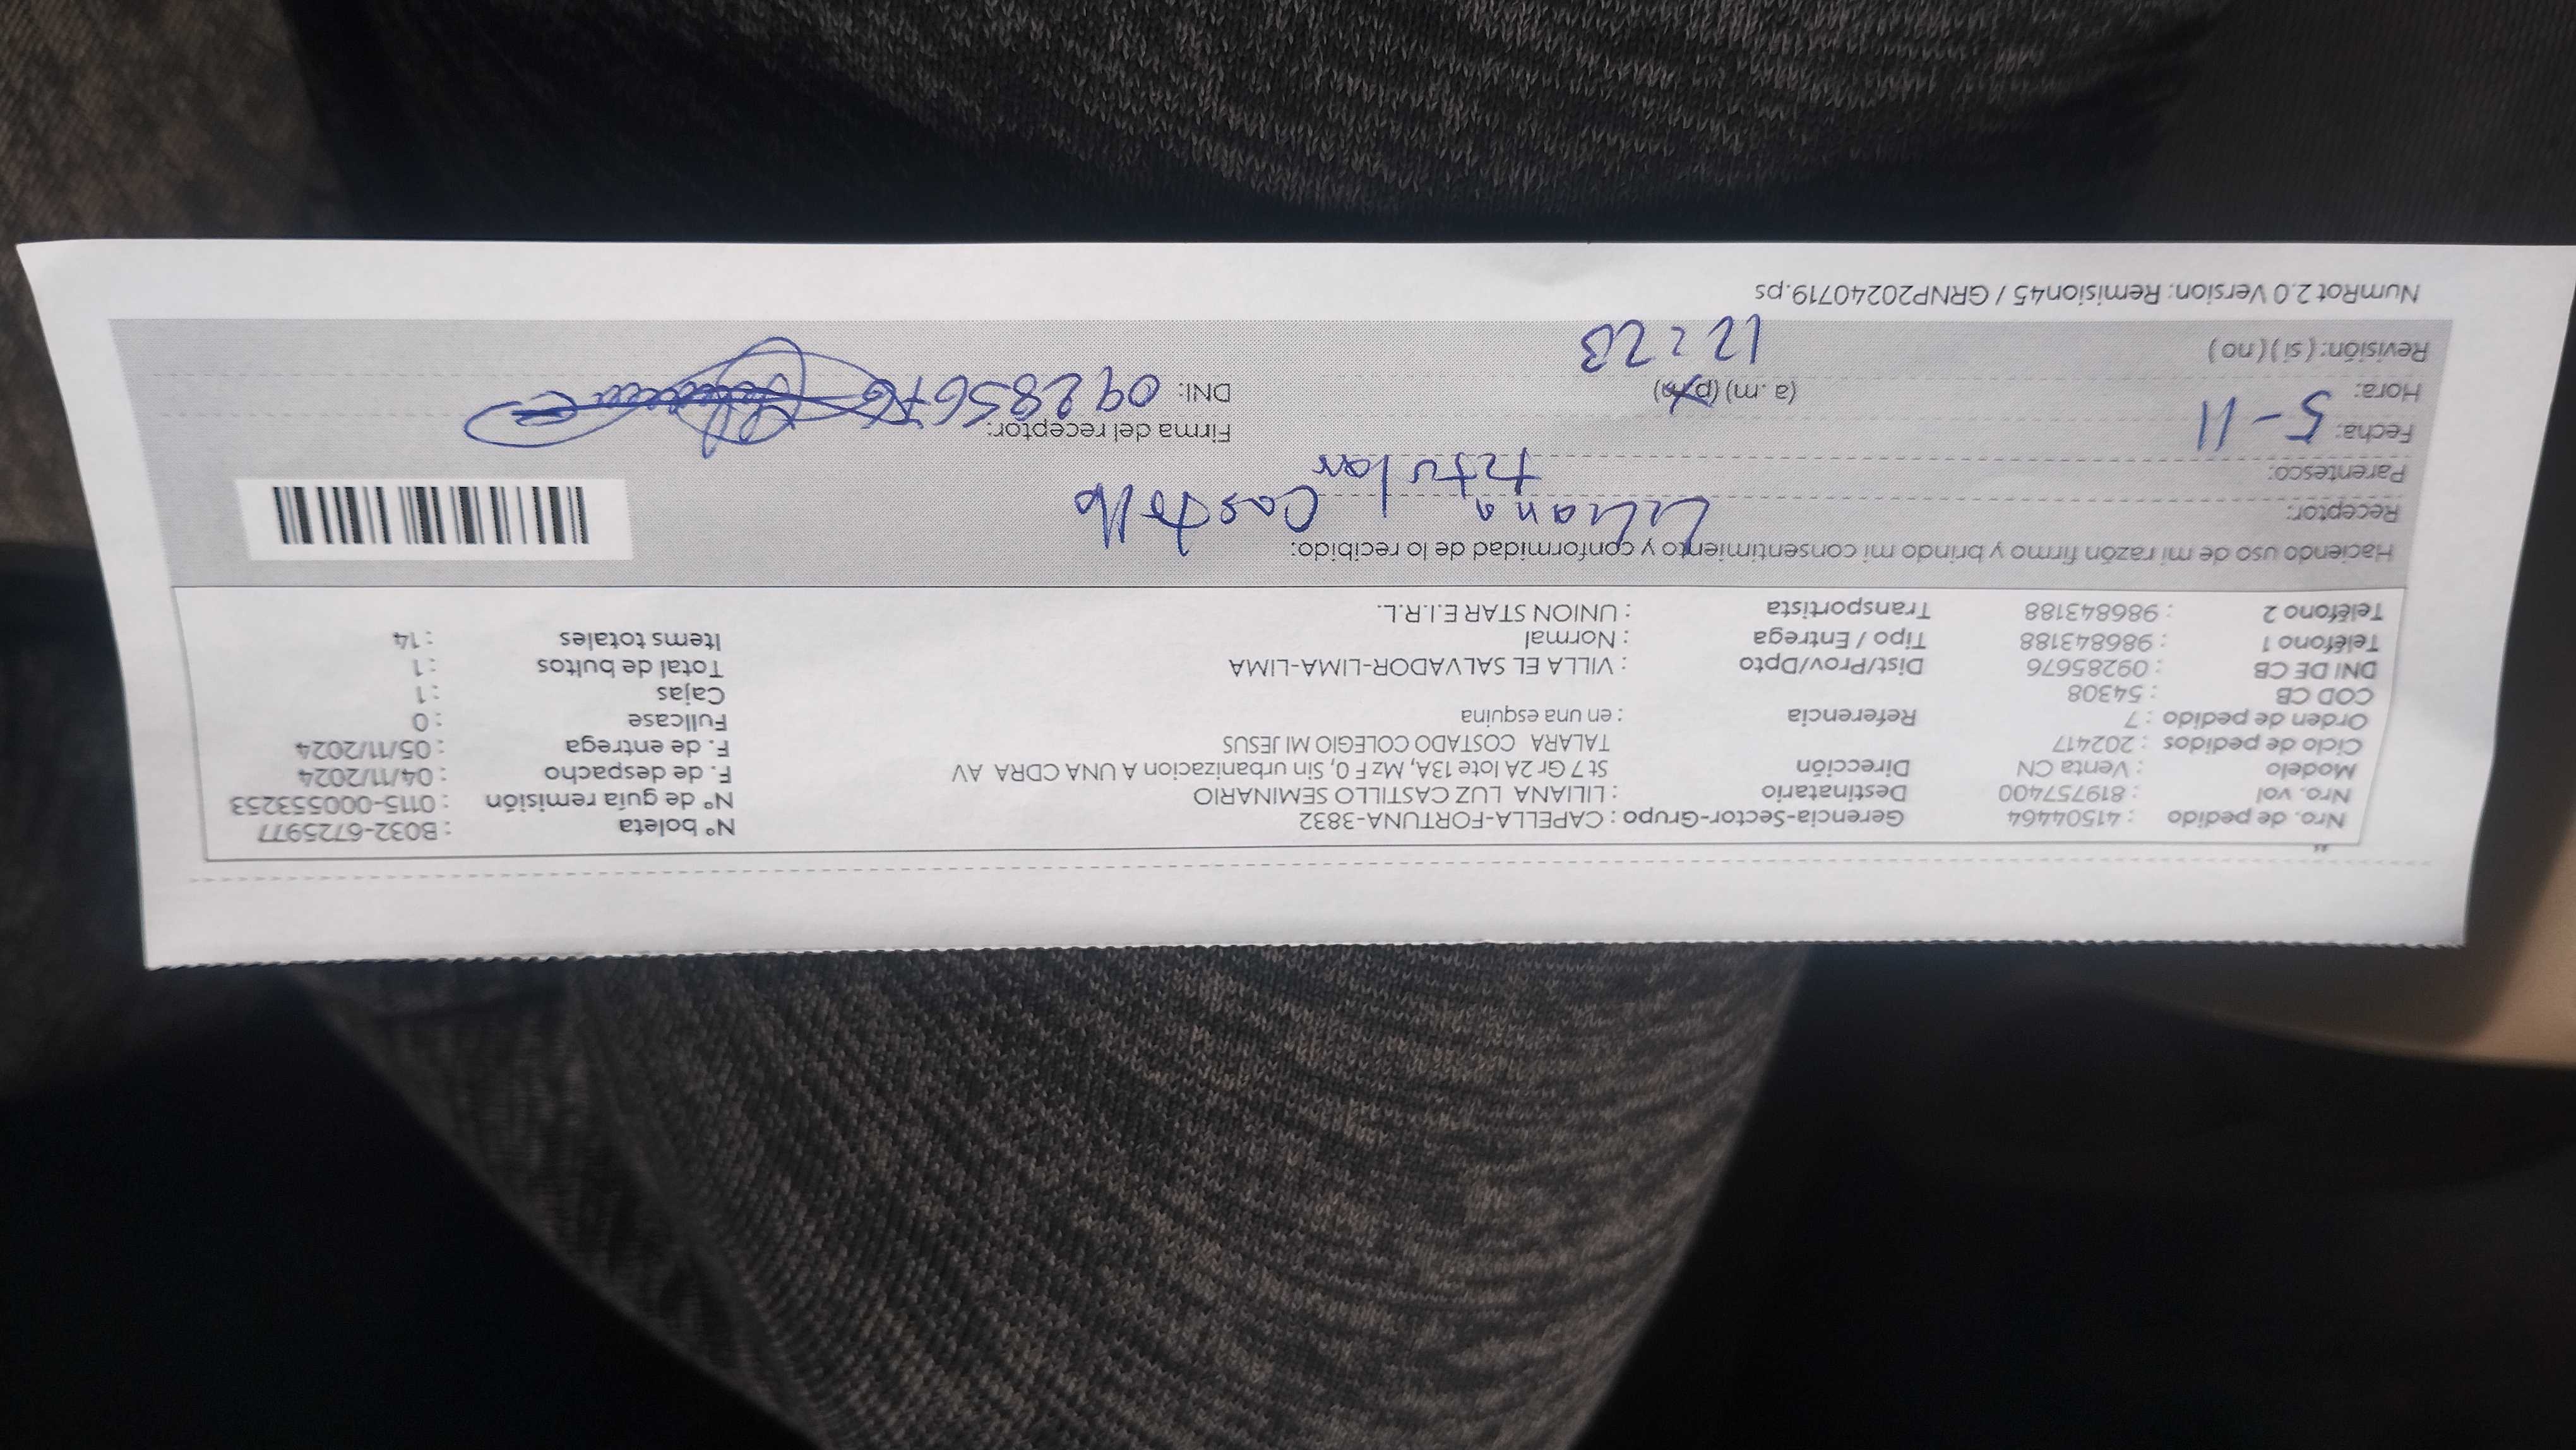 Nro. de pedido : 41504464 Gerencia-Sector-Grupo : CAPELLA-FORTUNA-3832 N° boleta : B032-6725977
Nro. vol : 819757400 Destinatario : LILIANA LUZ CASTILLO SEMINARIO N° de guía remisión : 0115-000553253
Modelo : Venta CN Dirección St 7 Gr 2A lote 13A, Mz F 0, Sin urbanizacion A UNA CDRA AV F. de despacho : 04/11/2024
Ciclo de pedidos : 202417 TALARA COSTADO COLEGIO MI JESUS F. de entrega : 05/11/2024
Orden de pedido : 7 Referencia : en una esquina Fullcase : 0
COD CB : 54308 Cajas : 1
DNI DE CB : 09285676 Dist/Prov/Dpto : VILLA EL SALVADOR-LIMA-LIMA Total de bultos : 1
Teléfono 1 : 986843188 Tipo / Entrega : Normal Items totales : 14
Teléfono 2 : 986843188 Transportista : UNION STAR E.I.R.L.
Haciendo uso de mi razón firmo y brindo mi consentimiento y conformidad de lo recibido:
Receptor: Liliana Castillo
Parentesco: titular
Fecha: 5-11 Firma del receptor:
Hora: (a. m) (p. m) DNI: 09285676
12:23
Revisión: ( si ) ( no )
NumRot 2.0 Version: Remision45 / GRNP20240719.ps